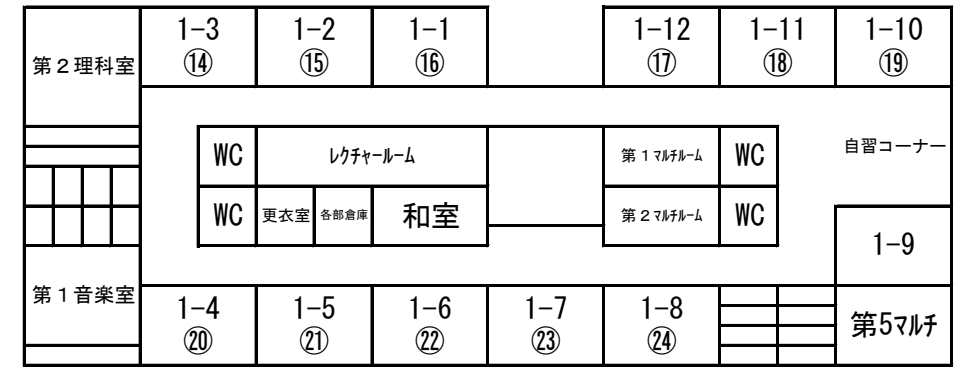 1-3
1-2
1-1
1-12
1-11
1-10
第2理科室
⑭
⑮
⑯
⑰
⑱
⑲
WC
レクチャールーム
第1マルチルーム
WC
自習コーナー
WC
更衣室
各部倉庫
和室
第2マルチルーム
WC
1-9
第1音楽室
1-4
1-5
1-6
1-7
1-8
第5マルチ
⑳
㉑
㉒
㉓
㉔